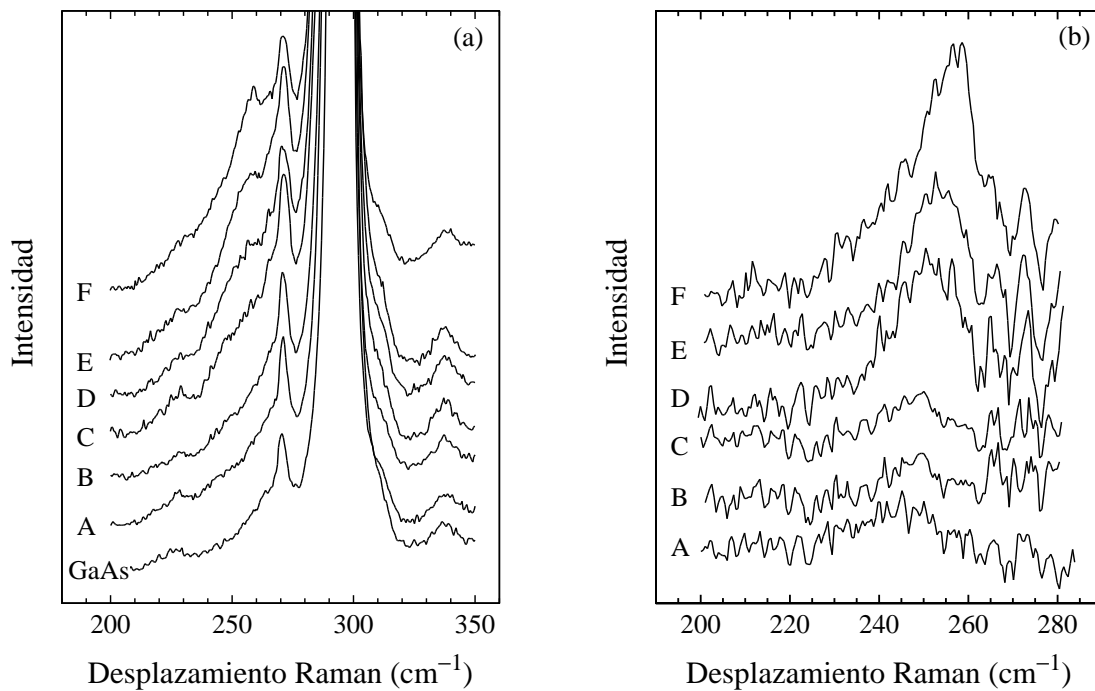 (a)
Intensidad
F
E
D
C
B
A
GaAs
200 250 300 350
Desplazamiento Raman (cm−1)
(b)
Intensidad
F
E
D
C
B
A
200 220 240 260 280
Desplazamiento Raman (cm−1)